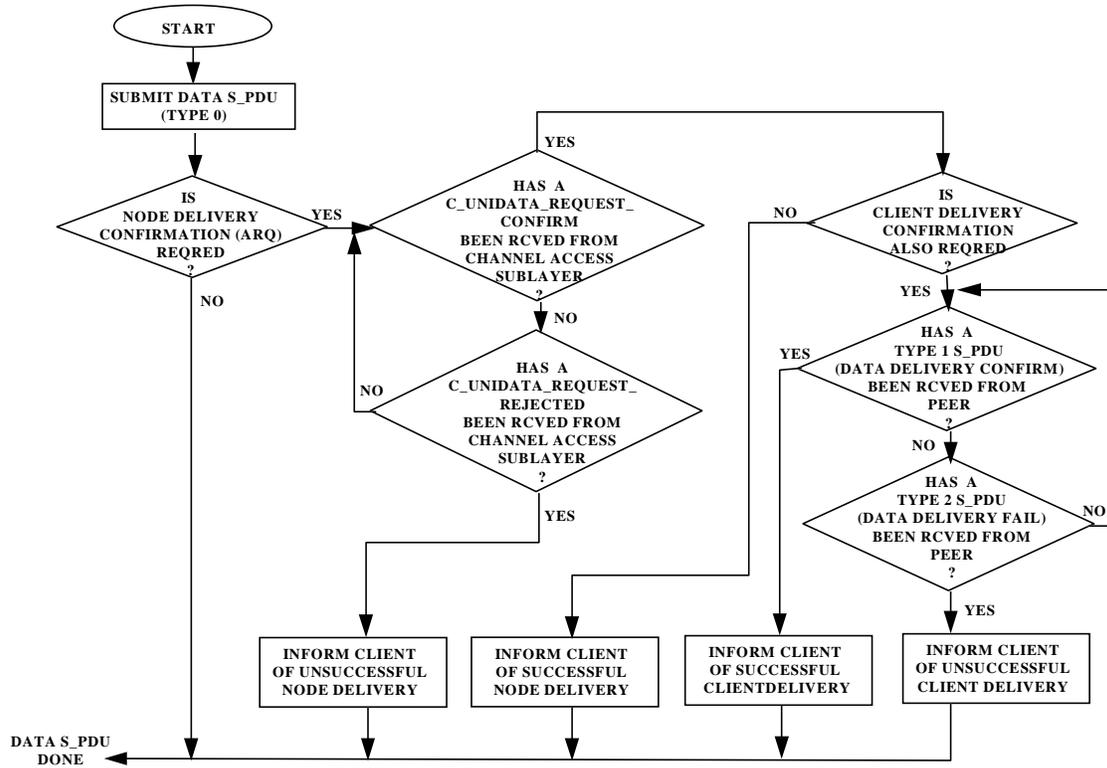 START
SUBMIT DATA S_PDU
(TYPE 0)
IS
NODE DELIVERY
CONFIRMATION (ARQ)
REQRED
?
YES
NO
YES
HAS A
C_UNIDATA_REQUEST_
CONFIRM
BEEN RCVED FROM
CHANNEL ACCESS
SUBLAYER
?
NO
HAS A
C_UNIDATA_REQUEST_
REJECTED
BEEN RCVED FROM
CHANNEL ACCESS
SUBLAYER
?
NO
YES
IS
CLIENT DELIVERY
CONFIRMATION
ALSO REQRED
?
NO
YES
HAS A
TYPE 1 S_PDU
(DATA DELIVERY CONFIRM)
BEEN RCVED FROM
PEER
?
YES
NO
HAS A
TYPE 2 S_PDU
(DATA DELIVERY FAIL)
BEEN RCVED FROM
PEER
?
NO
YES
INFORM CLIENT
OF UNSUCCESSFUL
NODE DELIVERY
INFORM CLIENT
OF SUCCESSFUL
NODE DELIVERY
INFORM CLIENT
OF SUCCESSFUL
CLIENTDELIVERY
INFORM CLIENT
OF UNSUCCESSFUL
CLIENT DELIVERY
DATA S_PDU
DONE